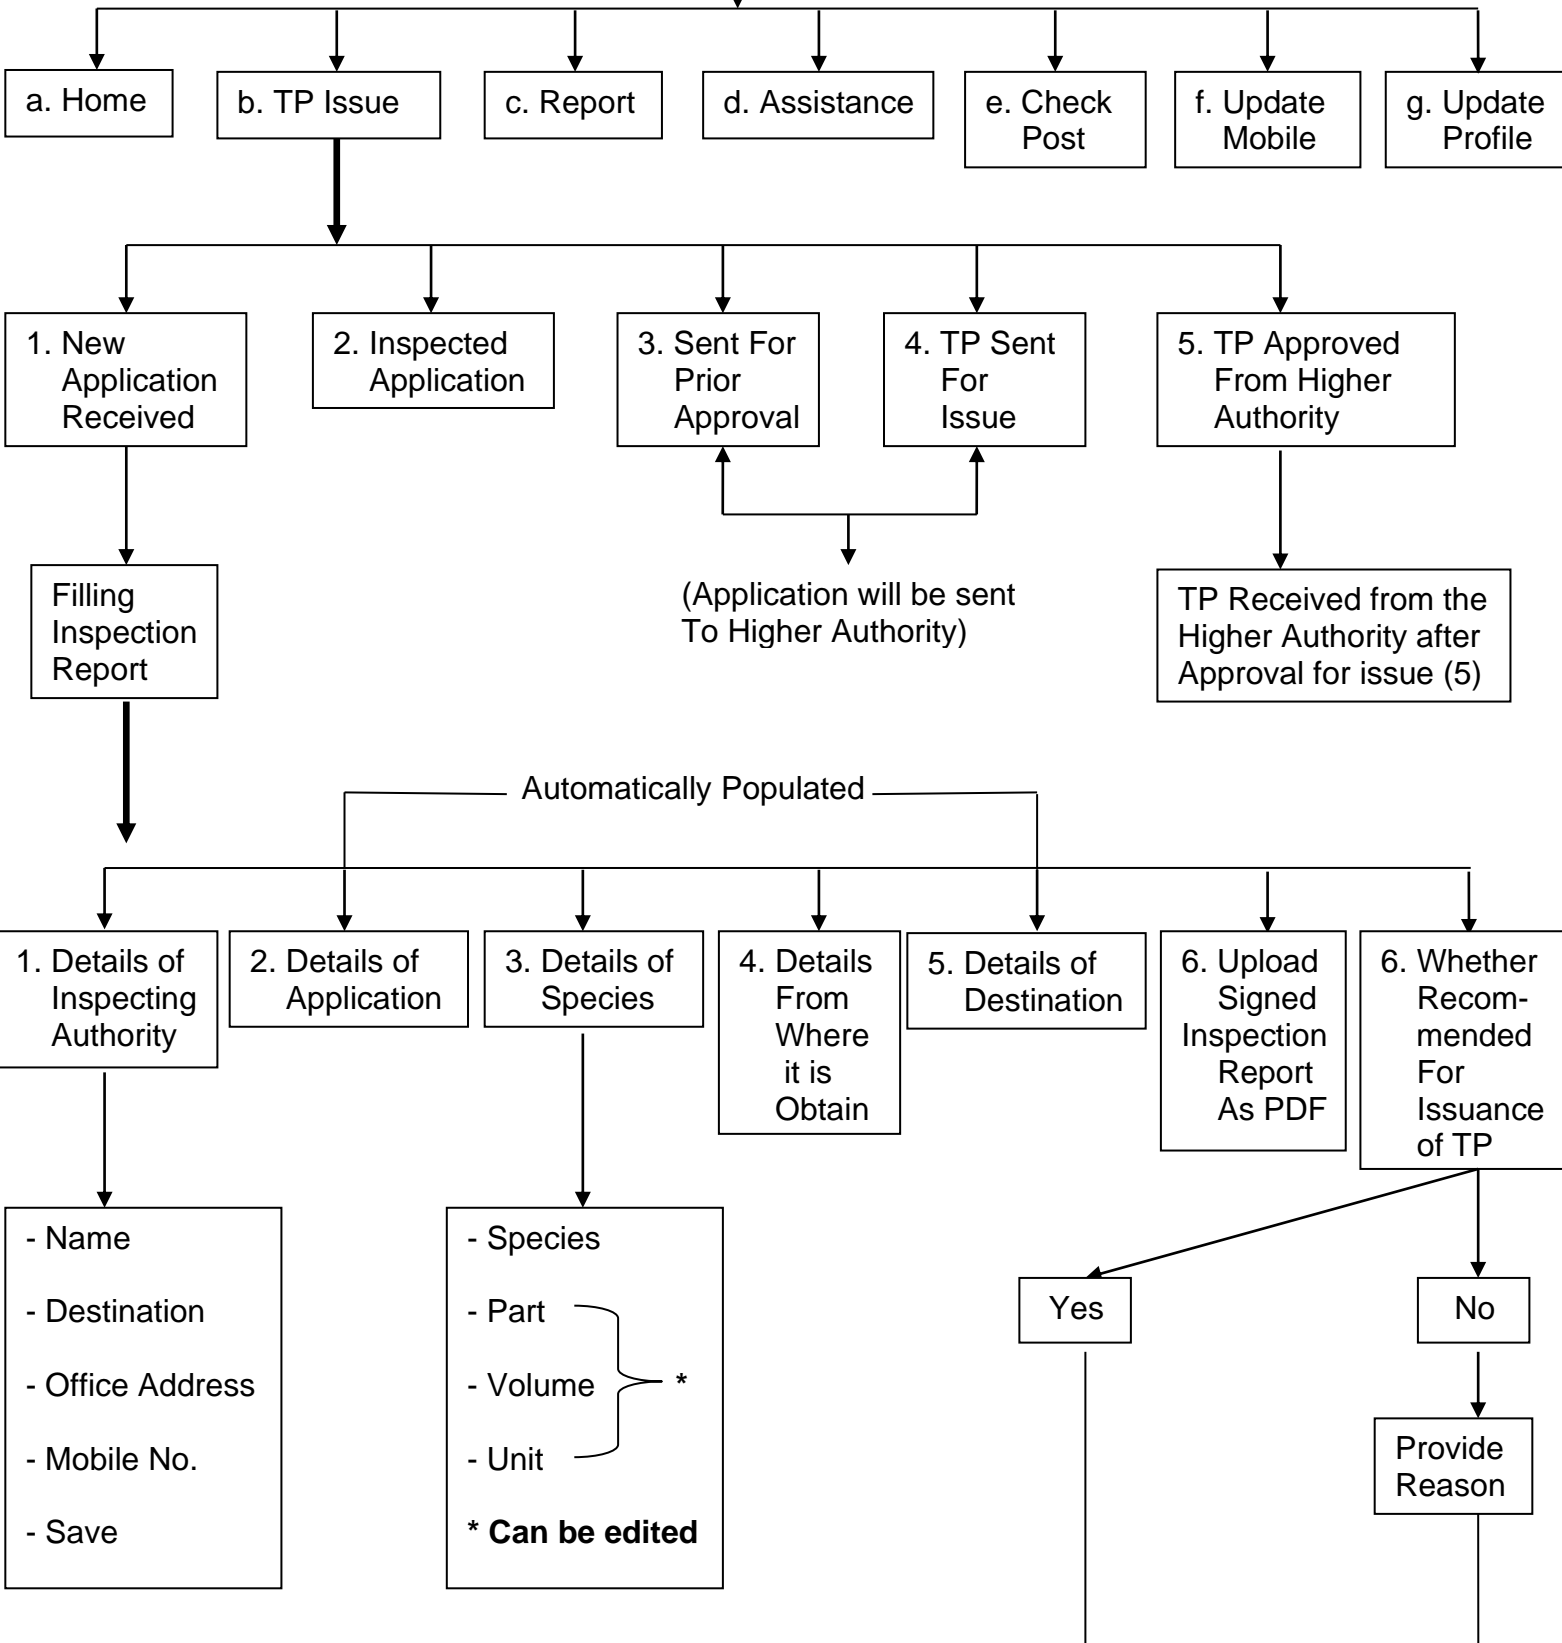 a. Home
b. TP Issue
c. Report
d. Assistance
e. Check
Post
f. Update
Mobile
g. Update
Profile
1. New
Application
Received
2. Inspected
Application
3. Sent For
Prior
Approval
4. TP Sent
For
Issue
5. TP Approved
From Higher
Authority
Filling
Inspection
Report
(Application will be sent
To Higher Authority)
TP Received from the
Higher Authority after
Approval for issue (5)
Automatically Populated
1. Details of
Inspecting
Authority
2. Details of
Application
3. Details of
Species
4. Details
From
Where
it is
Obtain
5. Details of
Destination
6. Upload
Signed
Inspection
Report
As PDF
6. Whether
Recom-
mended
For
Issuance
of TP
- Name
- Destination
- Office Address
- Mobile No.
- Save
- Species
- Part
- Volume
*
- Unit
* Can be edited
Yes
No
Provide
Reason